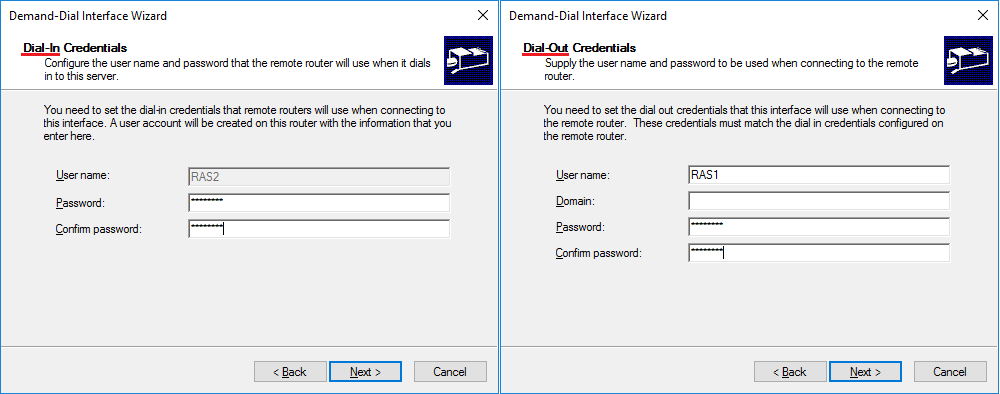 Demand-Dial Interface Wizard
Dial-In Credentials
Configure the user name and password that the remote router will use when it dials
in to this server.
You need to set the dial-in credentials that remote routers will use when connecting to
this interface. A user account will be created on this router with the information that you
enter here.
User name:
RAS2
Password:
********
Confirm password:
********
< Back
Next >
Cancel
Demand-Dial Interface Wizard
Dial-Out Credentials
Supply the user name and password to be used when connecting to the remote
router.
You need to set the dial out credentials that this interface will use when connecting to
the remote router.  These credentials must match the dial in credentials configured on
the remote router.
User name:
RAS1
Domain:
Password:
********
Confirm password:
********
< Back
Next >
Cancel